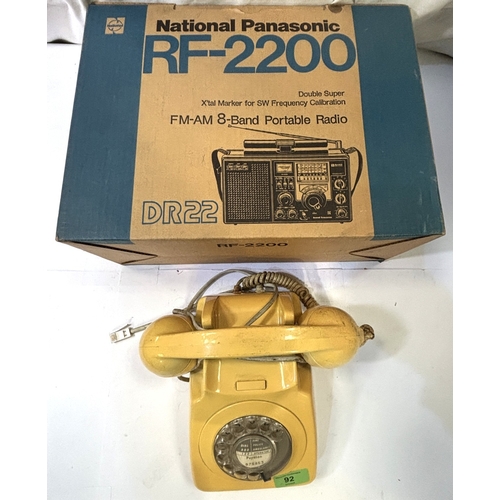 National Panasonic
RF-2200
Double Super
X'tal Marker for SW Frequency Calibration
FM-AM 8-Band Portable Radio
DR22
RF-2200
92